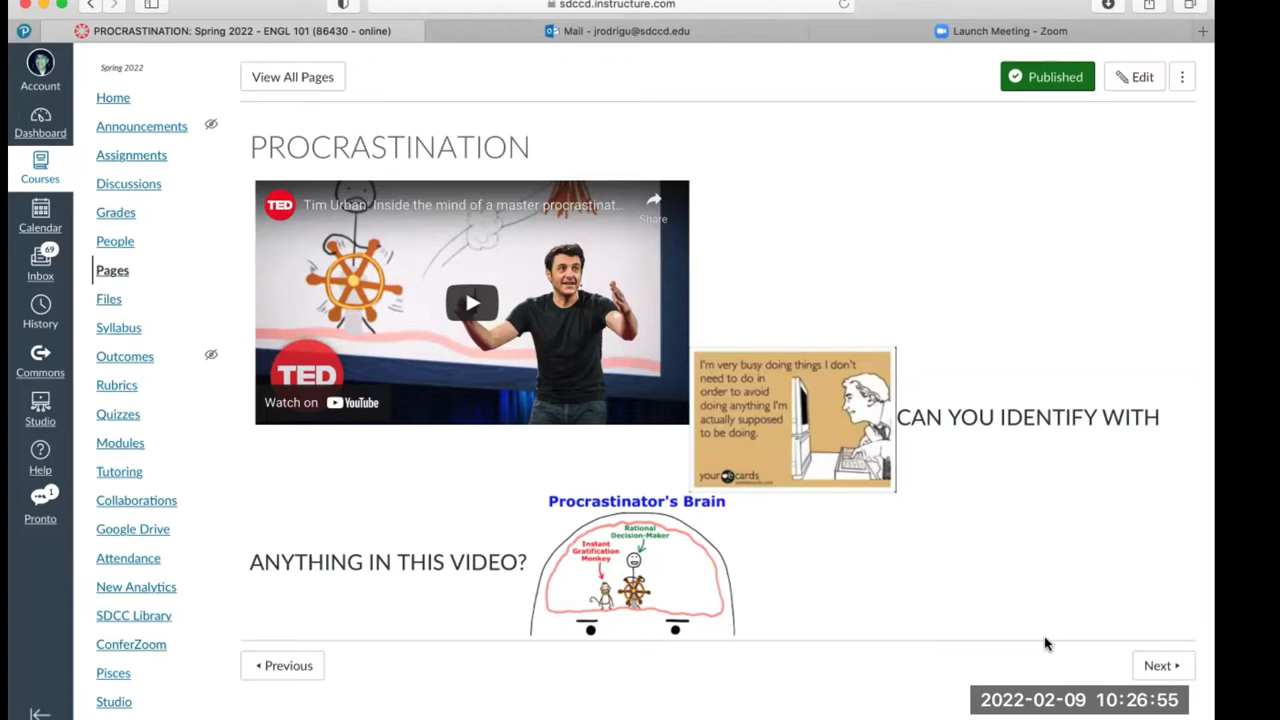 sdccd.instructure.com
PROCRASTINATION: Spring 2022 - ENGL 101 (86430 - online)
Mail - jrodrigu@sdccd.edu
Launch Meeting - Zoom
Account
Dashboard
Courses
Calendar
69
Inbox
History
Commons
Studio
Help
1
Pronto
Spring 2022
Home
Announcements
Assignments
Discussions
Grades
People
Pages
Files
Syllabus
Outcomes
Rubrics
Quizzes
Modules
Tutoring
Collaborations
Google Drive
Attendance
New Analytics
SDCC Library
ConferZoom
Pisces
Studio
View All Pages
Published
Edit
PROCRASTINATION
TED
Tim Urban: Inside the mind of a master procrastinat...
Share
TED
Watch on YouTube
I'm very busy doing things I don't
need to do in
order to avoid
doing anything I'm
actually supposed
to be doing.
your cards
CAN YOU IDENTIFY WITH
ANYTHING IN THIS VIDEO?
Procrastinator's Brain
Rational
Decision-Maker
Instant
Gratification
Monkey
Previous
Next
2022-02-09 10:26:55